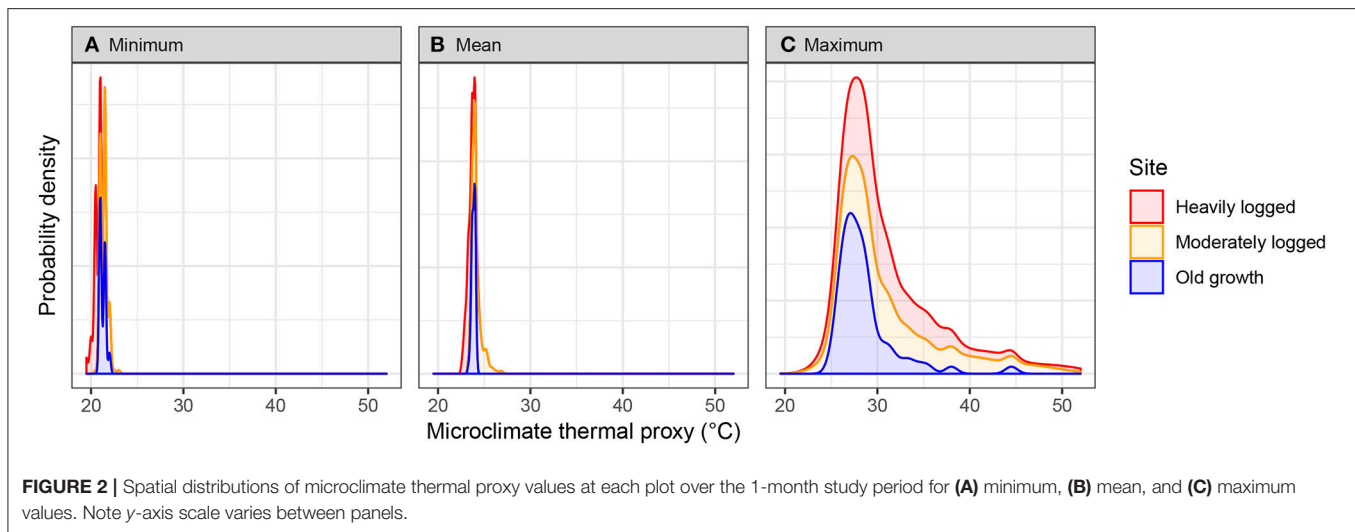 A Minimum
B Mean
C Maximum
Probability density
20 30 40 50
20 30 40 50
20 30 40 50
Microclimate thermal proxy (°C)
Site
Heavily logged
Moderately logged
Old growth
FIGURE 2 | Spatial distributions of microclimate thermal proxy values at each plot over the 1-month study period for (A) minimum, (B) mean, and (C) maximum
values. Note y-axis scale varies between panels.